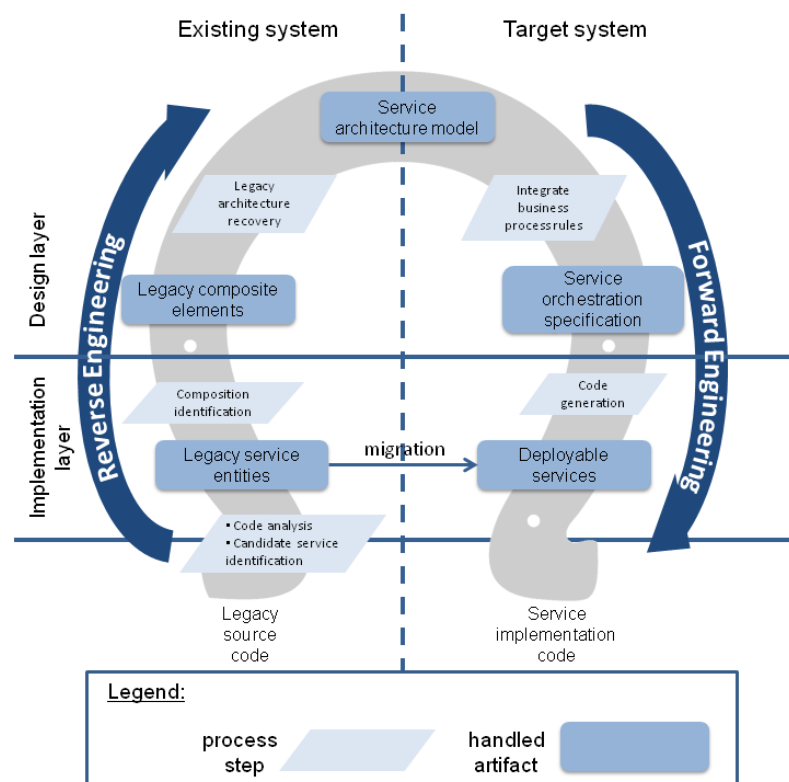 Existing system
Target system
Service
architecture model
Legacy
architecture
recovery
Integrate
business
processrules
Design layer
Reverse Engineering
Forward Engineering
Legacy composite
elements
Service
orchestration
specification
Composition
identification
Code
generation
Implementation
layer
Legacy service
entities
migration
Deployable
services
▪ Code analysis
▪ Candidate service
identification
Legacy
source
code
Service
implementation
code
Legend:
process
step
handled
artifact